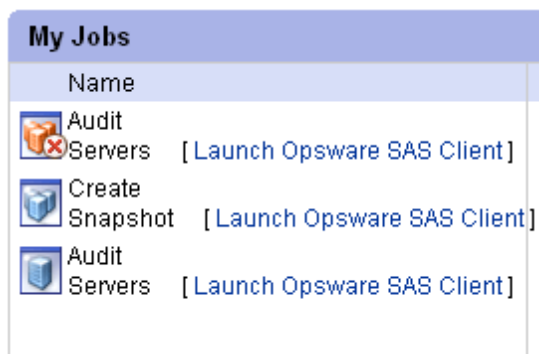 My Jobs
Name
Audit
Servers [ Launch Opsware SAS Client ]
Create
Snapshot [ Launch Opsware SAS Client ]
Audit
Servers [ Launch Opsware SAS Client ]